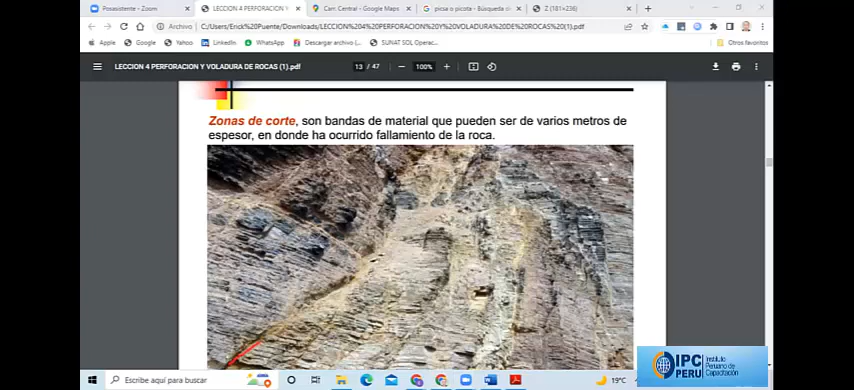 Posasistente - Zoom
LECCION 4 PERFORACION Y V
Carr. Central - Google Maps
picsa o picota - Búsqueda d
Z (181×236)
Archivo
C:/Users/Erick%20Puente/Downloads/LECCION%204%20PERFORACION%20Y%20VOLADURA%20DE%20ROCAS%20(1).pdf
Apple
Google
Yahoo
LinkedIn
WhatsApp
Descargar archivo (...
SUNAT SOL Operac...
Otros favoritos
LECCION 4 PERFORACION Y VOLADURA DE ROCAS (1).pdf
13 / 47
100%
Zonas de corte, son bandas de material que pueden ser de varios metros de
espesor, en donde ha ocurrido fallamiento de la roca.
IPC
PERU
Instituto
Peruano de
Capacitación
Escribe aquí para buscar
19°C